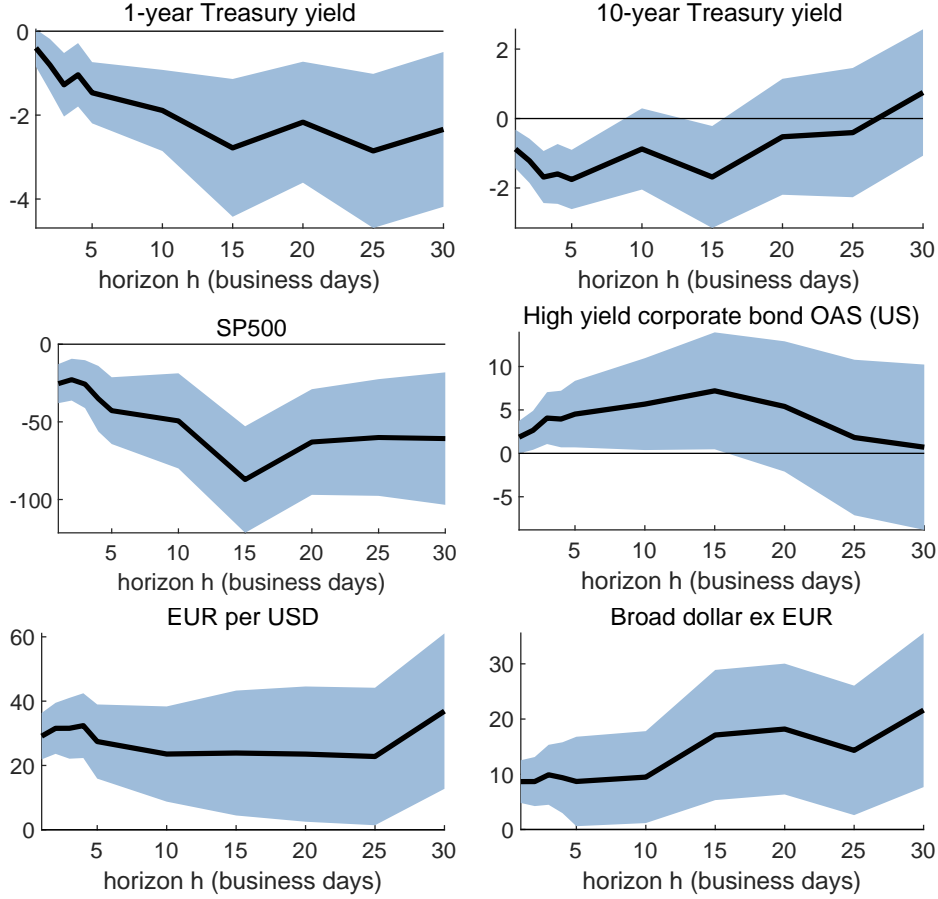 1-year Treasury yield
0
-2
-4
5 10 15 20 25 30
horizon h (business days)
10-year Treasury yield
2
0
-2
5 10 15 20 25 30
horizon h (business days)
SP500
0
-50
-100
5 10 15 20 25 30
horizon h (business days)
High yield corporate bond OAS (US)
10
5
0
-5
5 10 15 20 25 30
horizon h (business days)
EUR per USD
60
40
20
0
5 10 15 20 25 30
horizon h (business days)
Broad dollar ex EUR
30
20
10
0
5 10 15 20 25 30
horizon h (business days)